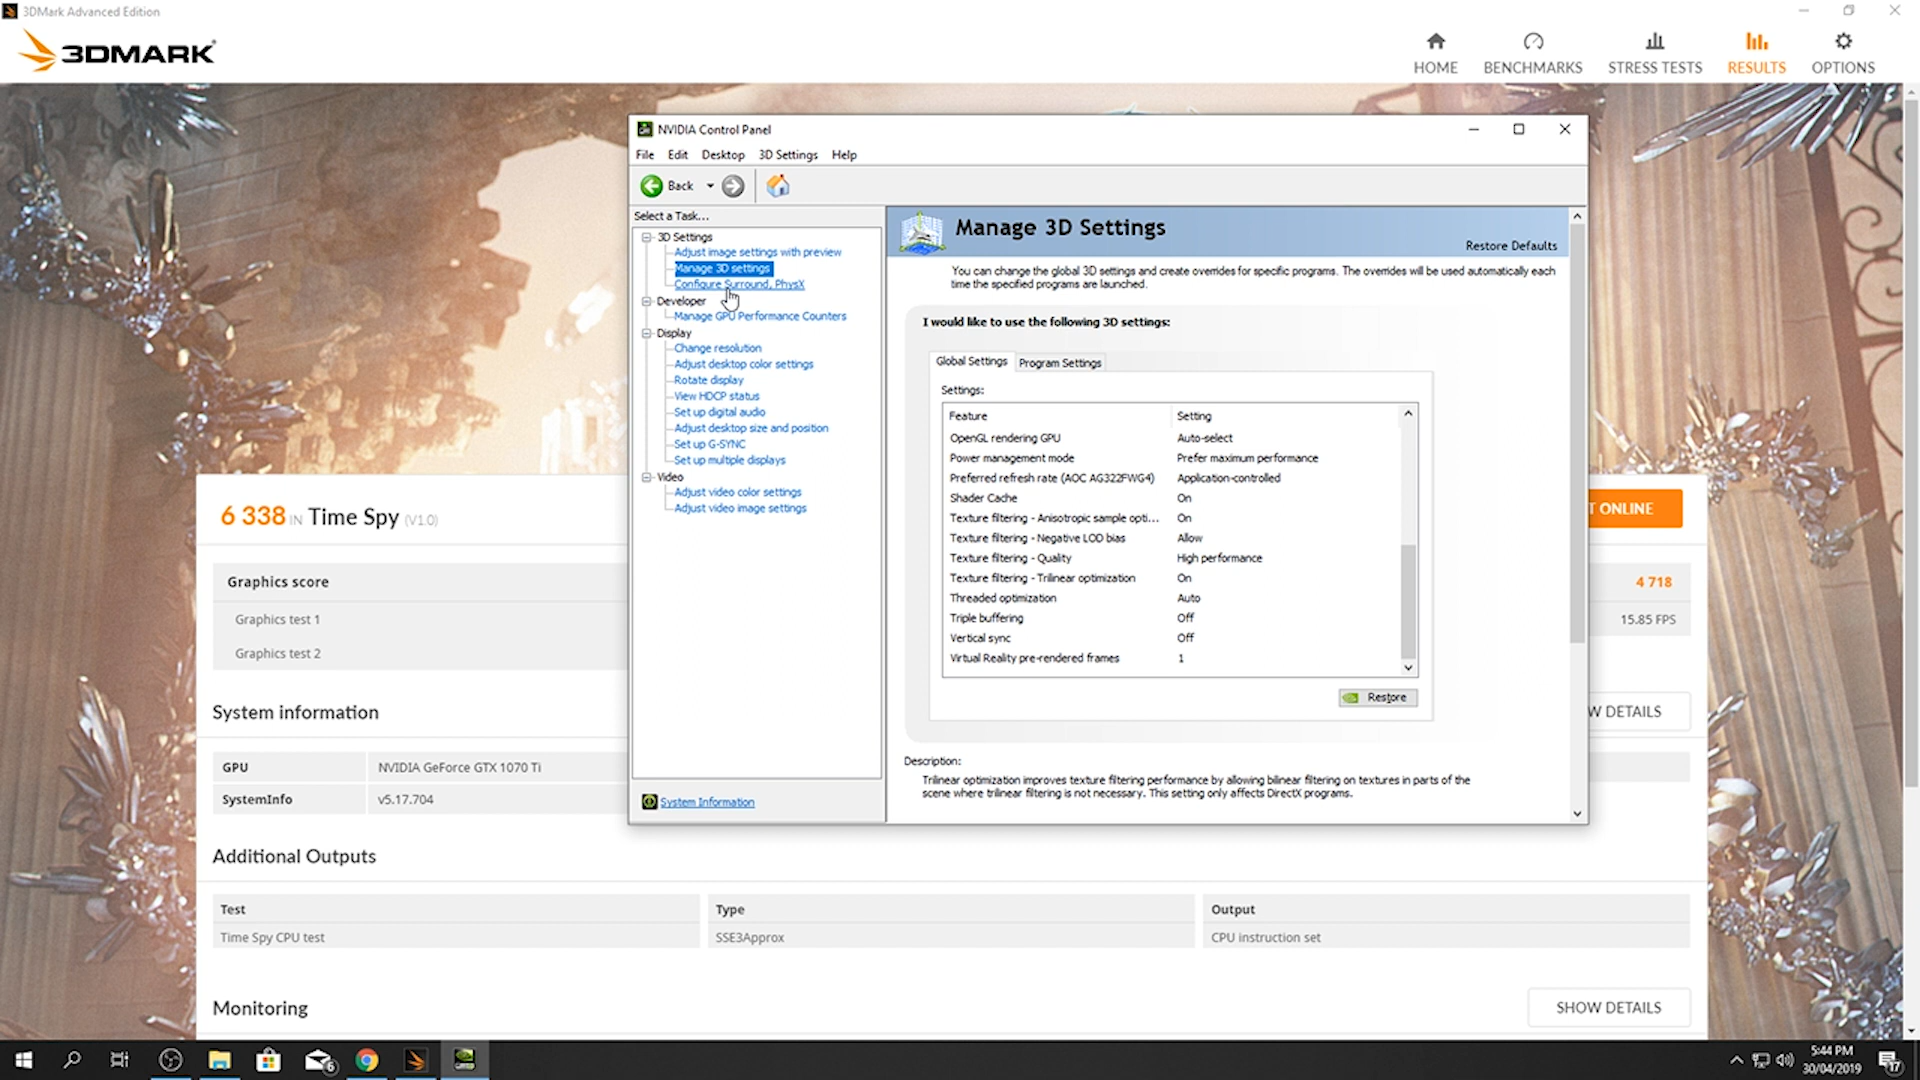 3DMark Advanced Edition
3DMARK
HOME
BENCHMARKS
STRESS TESTS
RESULTS
OPTIONS
NVIDIA Control Panel
File Edit Desktop 3D Settings Help
Back
Select a Task...
3D Settings
Adjust image settings with preview
Manage 3D settings
Configure Surround, PhysX
Developer
Manage GPU Performance Counters
Display
Change resolution
Adjust desktop color settings
Rotate display
View HDCP status
Set up digital audio
Adjust desktop size and position
Set up G-SYNC
Set up multiple displays
Video
Adjust video color settings
Adjust video image settings
System Information
Manage 3D Settings
Restore Defaults
You can change the global 3D settings and create overrides for specific programs. The overrides will be used automatically each
time the specified programs are launched.
I would like to use the following 3D settings:
Global Settings
Program Settings
Settings:
Feature Setting
OpenGL rendering GPU Auto-select
Power management mode Prefer maximum performance
Preferred refresh rate (AOC AG322FWG4) Application-controlled
Shader Cache On
Texture filtering - Anisotropic sample opti... On
Texture filtering - Negative LOD bias Allow
Texture filtering - Quality High performance
Texture filtering - Trilinear optimization On
Threaded optimization Auto
Triple buffering Off
Vertical sync Off
Virtual Reality pre-rendered frames 1
Restore
Description:
Trilinear optimization improves texture filtering performance by allowing bilinear filtering on textures in parts of the
scene where trilinear filtering is not necessary. This setting only affects DirectX programs.
6 338 IN Time Spy (V1.0)
T ONLINE
Graphics score
Graphics test 1
Graphics test 2
4 718
15.85 FPS
System information
W DETAILS
GPU NVIDIA GeForce GTX 1070 Ti
SystemInfo v5.17.704
Additional Outputs
Test Type Output
Time Spy CPU test SSE3Approx CPU instruction set
Monitoring
SHOW DETAILS
6
5:44 PM
30/04/2019
17